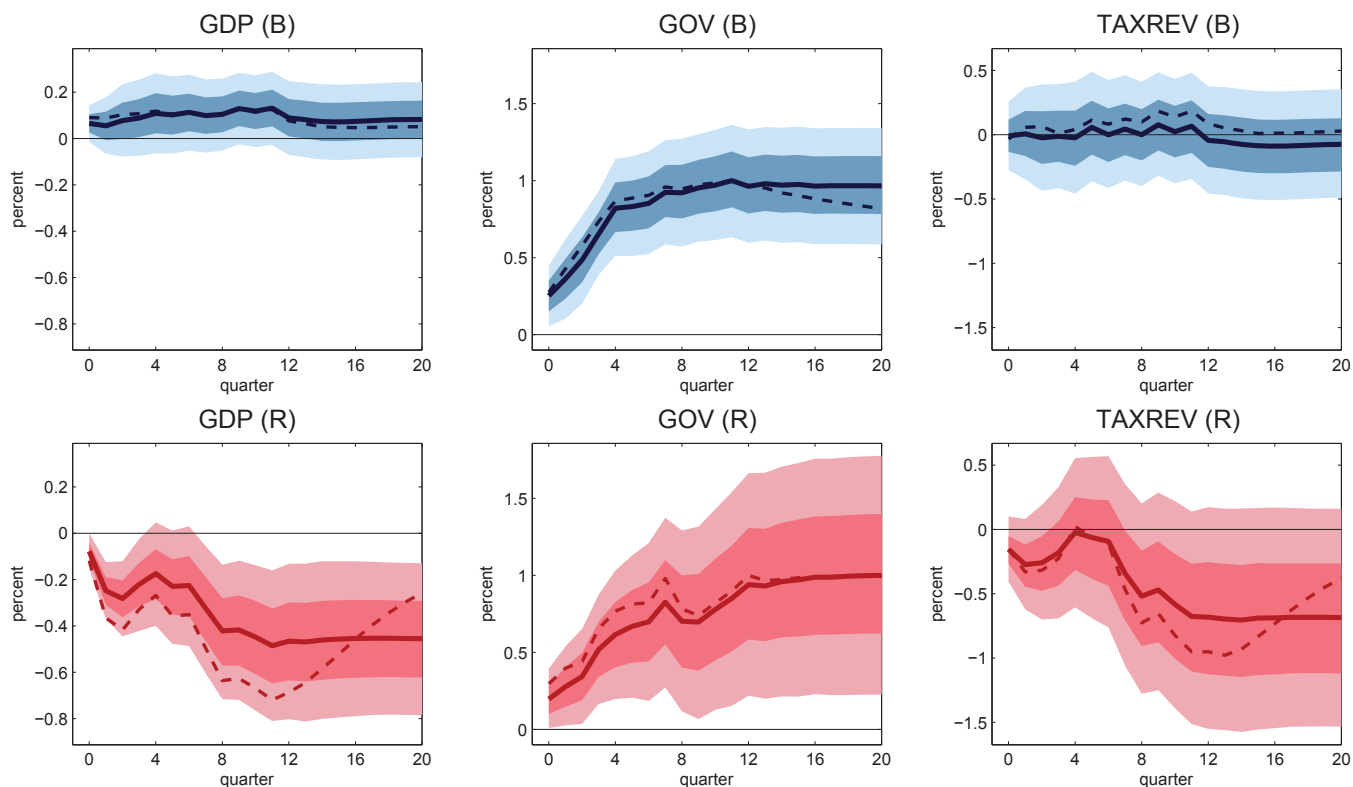 GDP (B)
GOV (B)
TAXREV (B)
percent
0.2
0
−0.2
−0.4
−0.6
−0.8
0 4 8 12 16 20
quarter
percent
1.5
1
0.5
0
0 4 8 12 16 20
quarter
percent
0.5
0
−0.5
−1
−1.5
0 4 8 12 16 20
quarter
GDP (R)
GOV (R)
TAXREV (R)
percent
0.2
0
−0.2
−0.4
−0.6
−0.8
0 4 8 12 16 20
quarter
percent
1.5
1
0.5
0
0 4 8 12 16 20
quarter
percent
0.5
0
−0.5
−1
−1.5
0 4 8 12 16 20
quarter